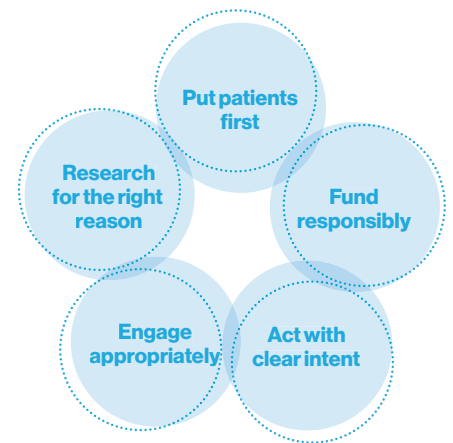 Put patients
first
Fund
responsibly
Act with
clear intent
Engage
appropriately
Research
for the right
reason